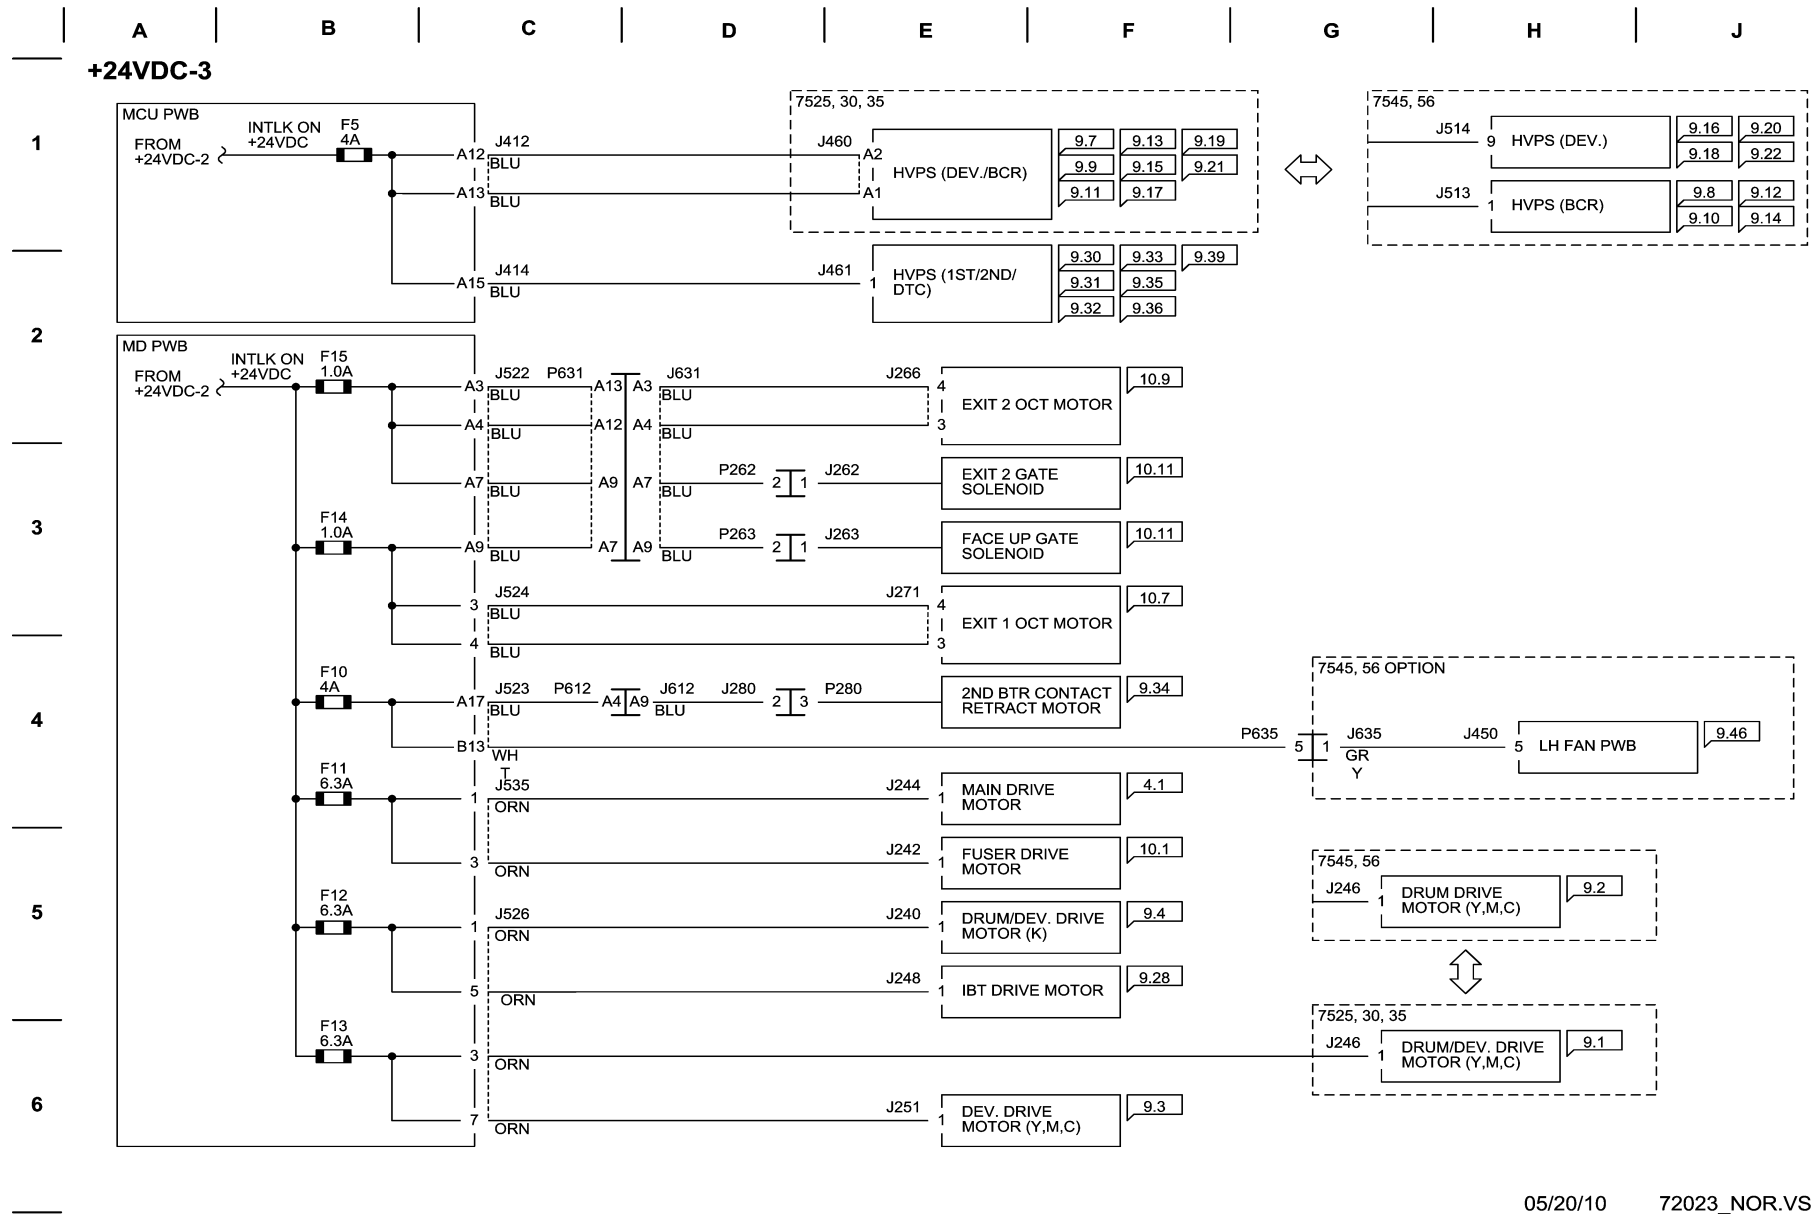 A B C D E F G H J
+24VDC-3
1
MCU PWB
FROM
+24VDC-2
INTLK ON
+24VDC
F5
4A
A12
J412
BLU
A13
BLU
7525, 30, 35
J460
A2
A1
HVPS (DEV./BCR)
9.7 9.13 9.19
9.9 9.15 9.21
9.11 9.17
7545, 56
J514
9
HVPS (DEV.)
9.16 9.20
9.18 9.22
J513
1
HVPS (BCR)
9.8 9.12
9.10 9.14
A15
J414
BLU
J461
1
HVPS (1ST/2ND/
DTC)
9.30 9.33 9.39
9.31 9.35
9.32 9.36
2
MD PWB
FROM
+24VDC-2
INTLK ON
+24VDC
F15
1.0A
A3
J522
BLU
P631
A13
A3
J631
BLU
J266
4
EXIT 2 OCT MOTOR
10.9
A4
BLU
A12
A4
BLU
3
A7
BLU
A9
A7
BLU
P262
2 1
J262
EXIT 2 GATE
SOLENOID
10.11
3
F14
1.0A
A9
BLU
A7
A9
BLU
P263
2 1
J263
FACE UP GATE
SOLENOID
10.11
3
J524
BLU
J271
4
EXIT 1 OCT MOTOR
10.7
4
BLU
3
4
F10
4A
A17
J523
BLU
P612
A4
A9
J612
BLU
J280
2 3
P280
2ND BTR CONTACT
RETRACT MOTOR
9.34
B13
WH
T
7545, 56 OPTION
P635
5 1
J635
GR
Y
J450
5
LH FAN PWB
9.46
F11
6.3A
1
J535
ORN
J244
1
MAIN DRIVE
MOTOR
4.1
3
ORN
J242
1
FUSER DRIVE
MOTOR
10.1
7545, 56
J246
1
DRUM DRIVE
MOTOR (Y,M,C)
9.2
5
F12
6.3A
1
J526
ORN
J240
1
DRUM/DEV. DRIVE
MOTOR (K)
9.4
5
ORN
J248
1
IBT DRIVE MOTOR
9.28
7525, 30, 35
F13
6.3A
3
ORN
J246
1
DRUM/DEV. DRIVE
MOTOR (Y,M,C)
9.1
6
7
ORN
J251
1
DEV. DRIVE
MOTOR (Y,M,C)
9.3
05/20/10 72023_NOR.VS